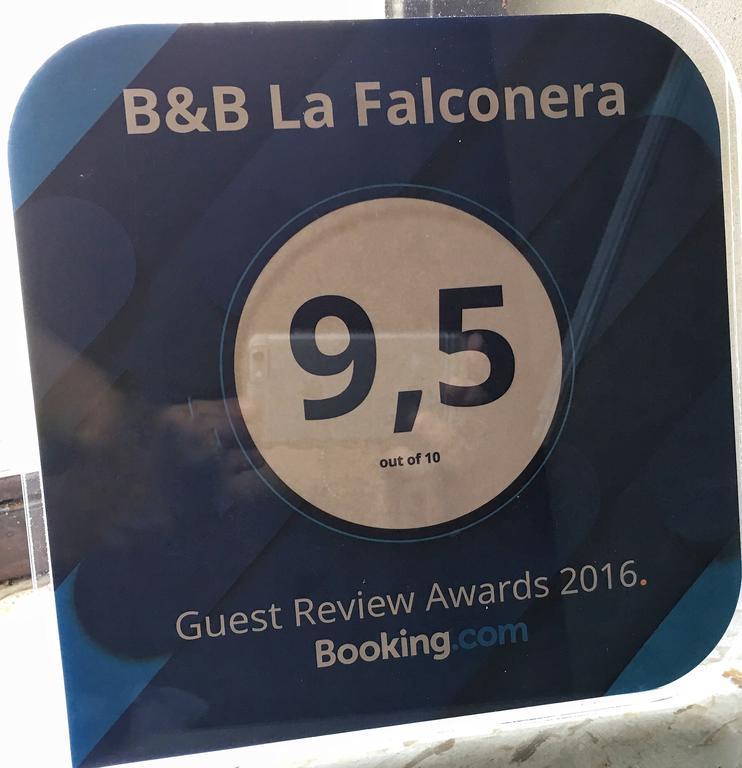 B&B La Falconera
9,5
out of 10
Guest Review Awards 2016.
Booking.com